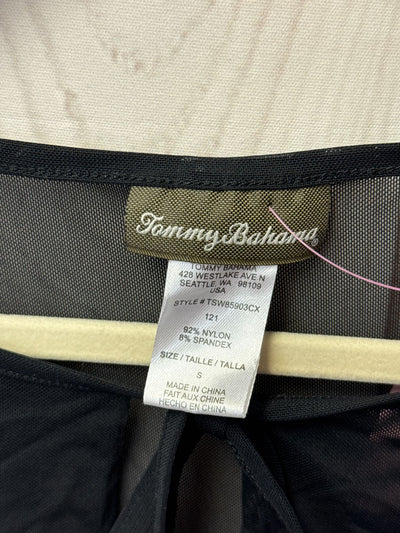 Tommy Bahama®
TOMMY BAHAMA
428 WESTLAKE AVE N
SEATTLE, WA 98109
USA
STYLE # TSW85903CX
121
92% NYLON
8% SPANDEX
SIZE / TAILLE / TALLA
S
MADE IN CHINA
FAIT AUX CHINE
HECHO EN CHINA